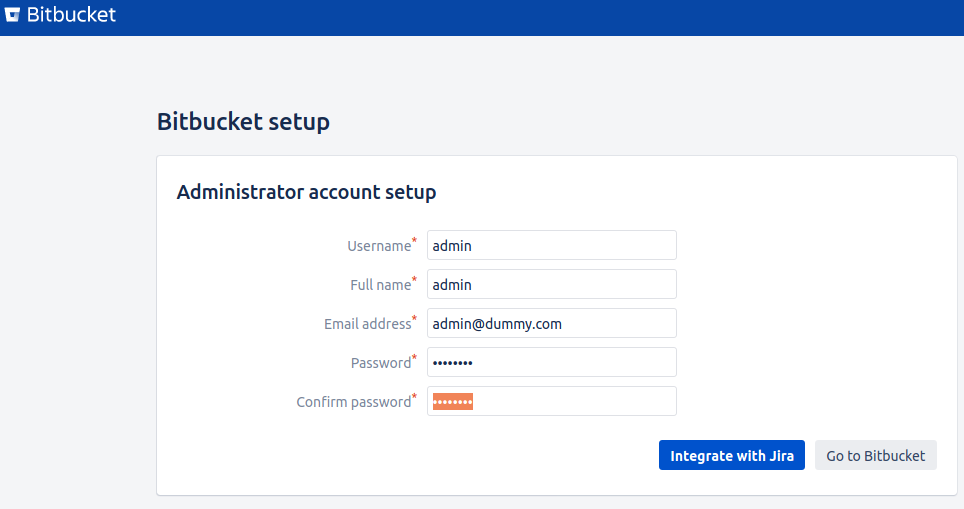 Bitbucket
Bitbucket setup
Administrator account setup
Username* admin
Full name* admin
Email address* admin@dummy.com
Password* ••••••••
Confirm password* ••••••••
Integrate with Jira Go to Bitbucket